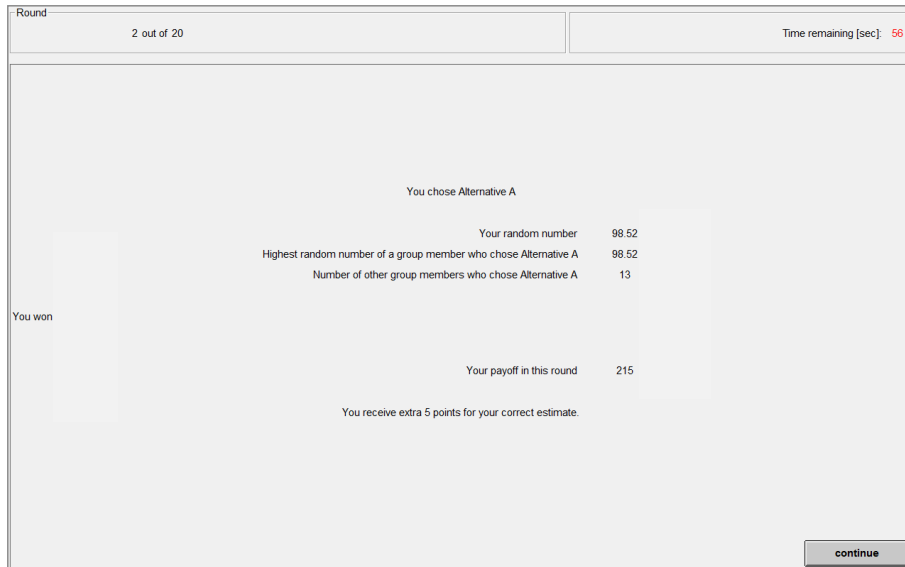 Round
2 out of 20
Time remaining [sec]: 56
You chose Alternative A
Your random number 98.52
Highest random number of a group member who chose Alternative A 98.52
Number of other group members who chose Alternative A 13
You won
Your payoff in this round 215
You receive extra 5 points for your correct estimate.
continue